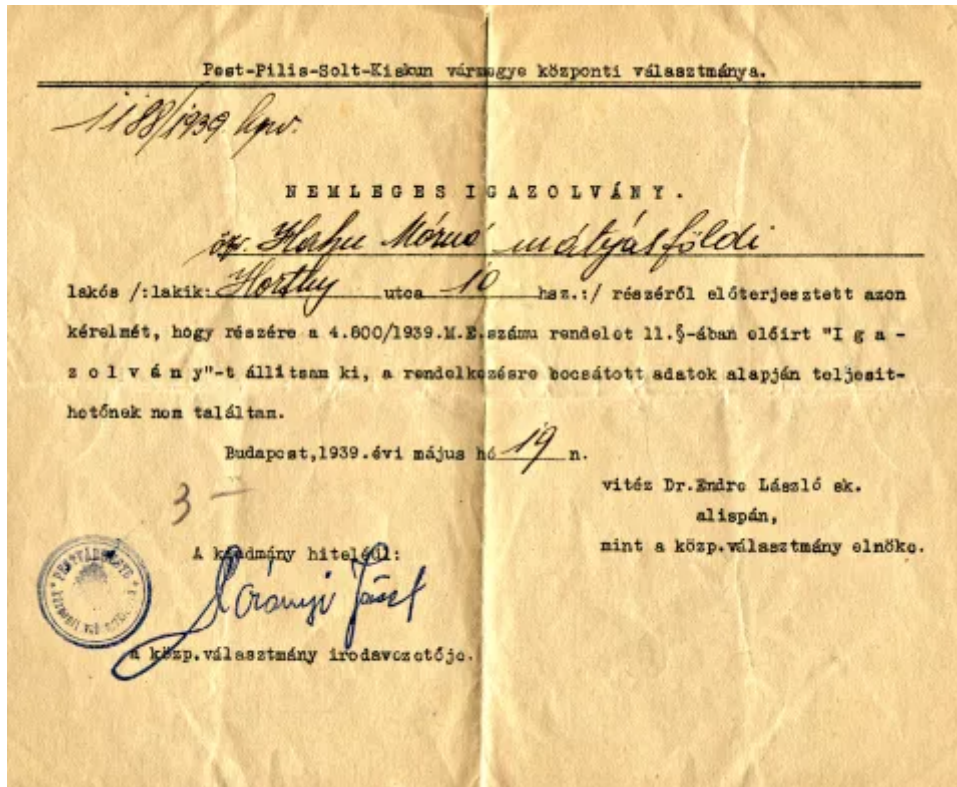 Pest-Pilis-Solt-Kiskun vármegye központi választmánya.
1188/1939 kpv.
NEMLEGES IGAZOLVÁNY.
özv. Hahn Mórné mátyásföldi
lakós /:lakik: Horthy utca 10 hsz.:/ részéről előterjesztett azon
kérelmét, hogy részére a 4.800/1939.M.E.számu rendelet 11.§-ában előirt "I g a -
z o l v á n y"-t állitsam ki, a rendelkezésre bocsátott adatok alapján teljesit-
hetőnek nem találtam.
Budapest,1939.évi május hó 19 n.
vitéz Dr.Endre László sk.
alispán,
mint a közp.választmány elnöke.
3 —
A kiadmány hiteléül:
József
a közp.választmány irodavezetője.